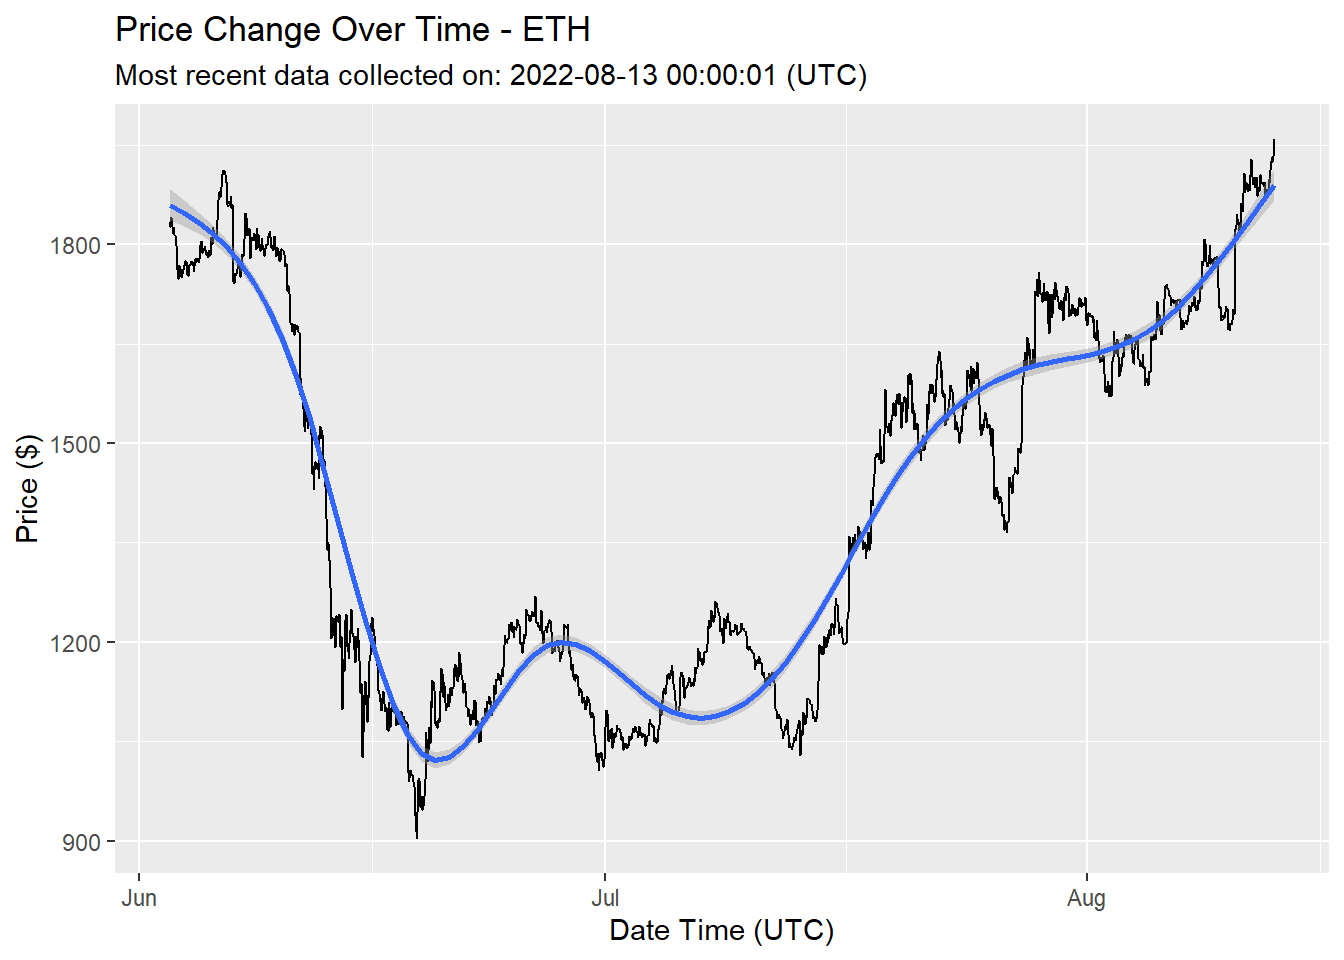 Price Change Over Time - ETH
Most recent data collected on: 2022-08-13 00:00:01 (UTC)
Price ($)
1800
1500
1200
900
Jun
Jul
Aug
Date Time (UTC)